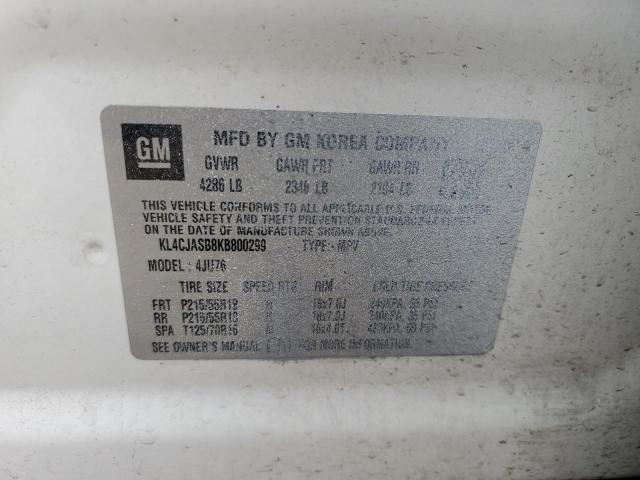 GM
MFD BY GM KOREA COMPANY
GVWR GAWR FRT GAWR RR
4286 LB 2346 LB 2194 LB
THIS VEHICLE CONFORMS TO ALL APPLICABLE U.S. FEDERAL MOTOR
VEHICLE SAFETY AND THEFT PREVENTION STANDARDS IN EFFECT
ON THE DATE OF MANUFACTURE SHOWN ABOVE.
KL4CJASB8KB800299 TYPE: MPV
MODEL: 4JU76
TIRE SIZE SPEED RTG RIM COLD TIRE PRESSURE
FRT P215/55R18 H 18x7.0J 240KPA, 35 PSI
RR P215/55R18 H 18x7.0J 240KPA, 35 PSI
SPA T125/70R16 M 16x4.0T 420KPA, 60 PSI
SEE OWNER'S MANUAL FOR MORE INFORMATION.